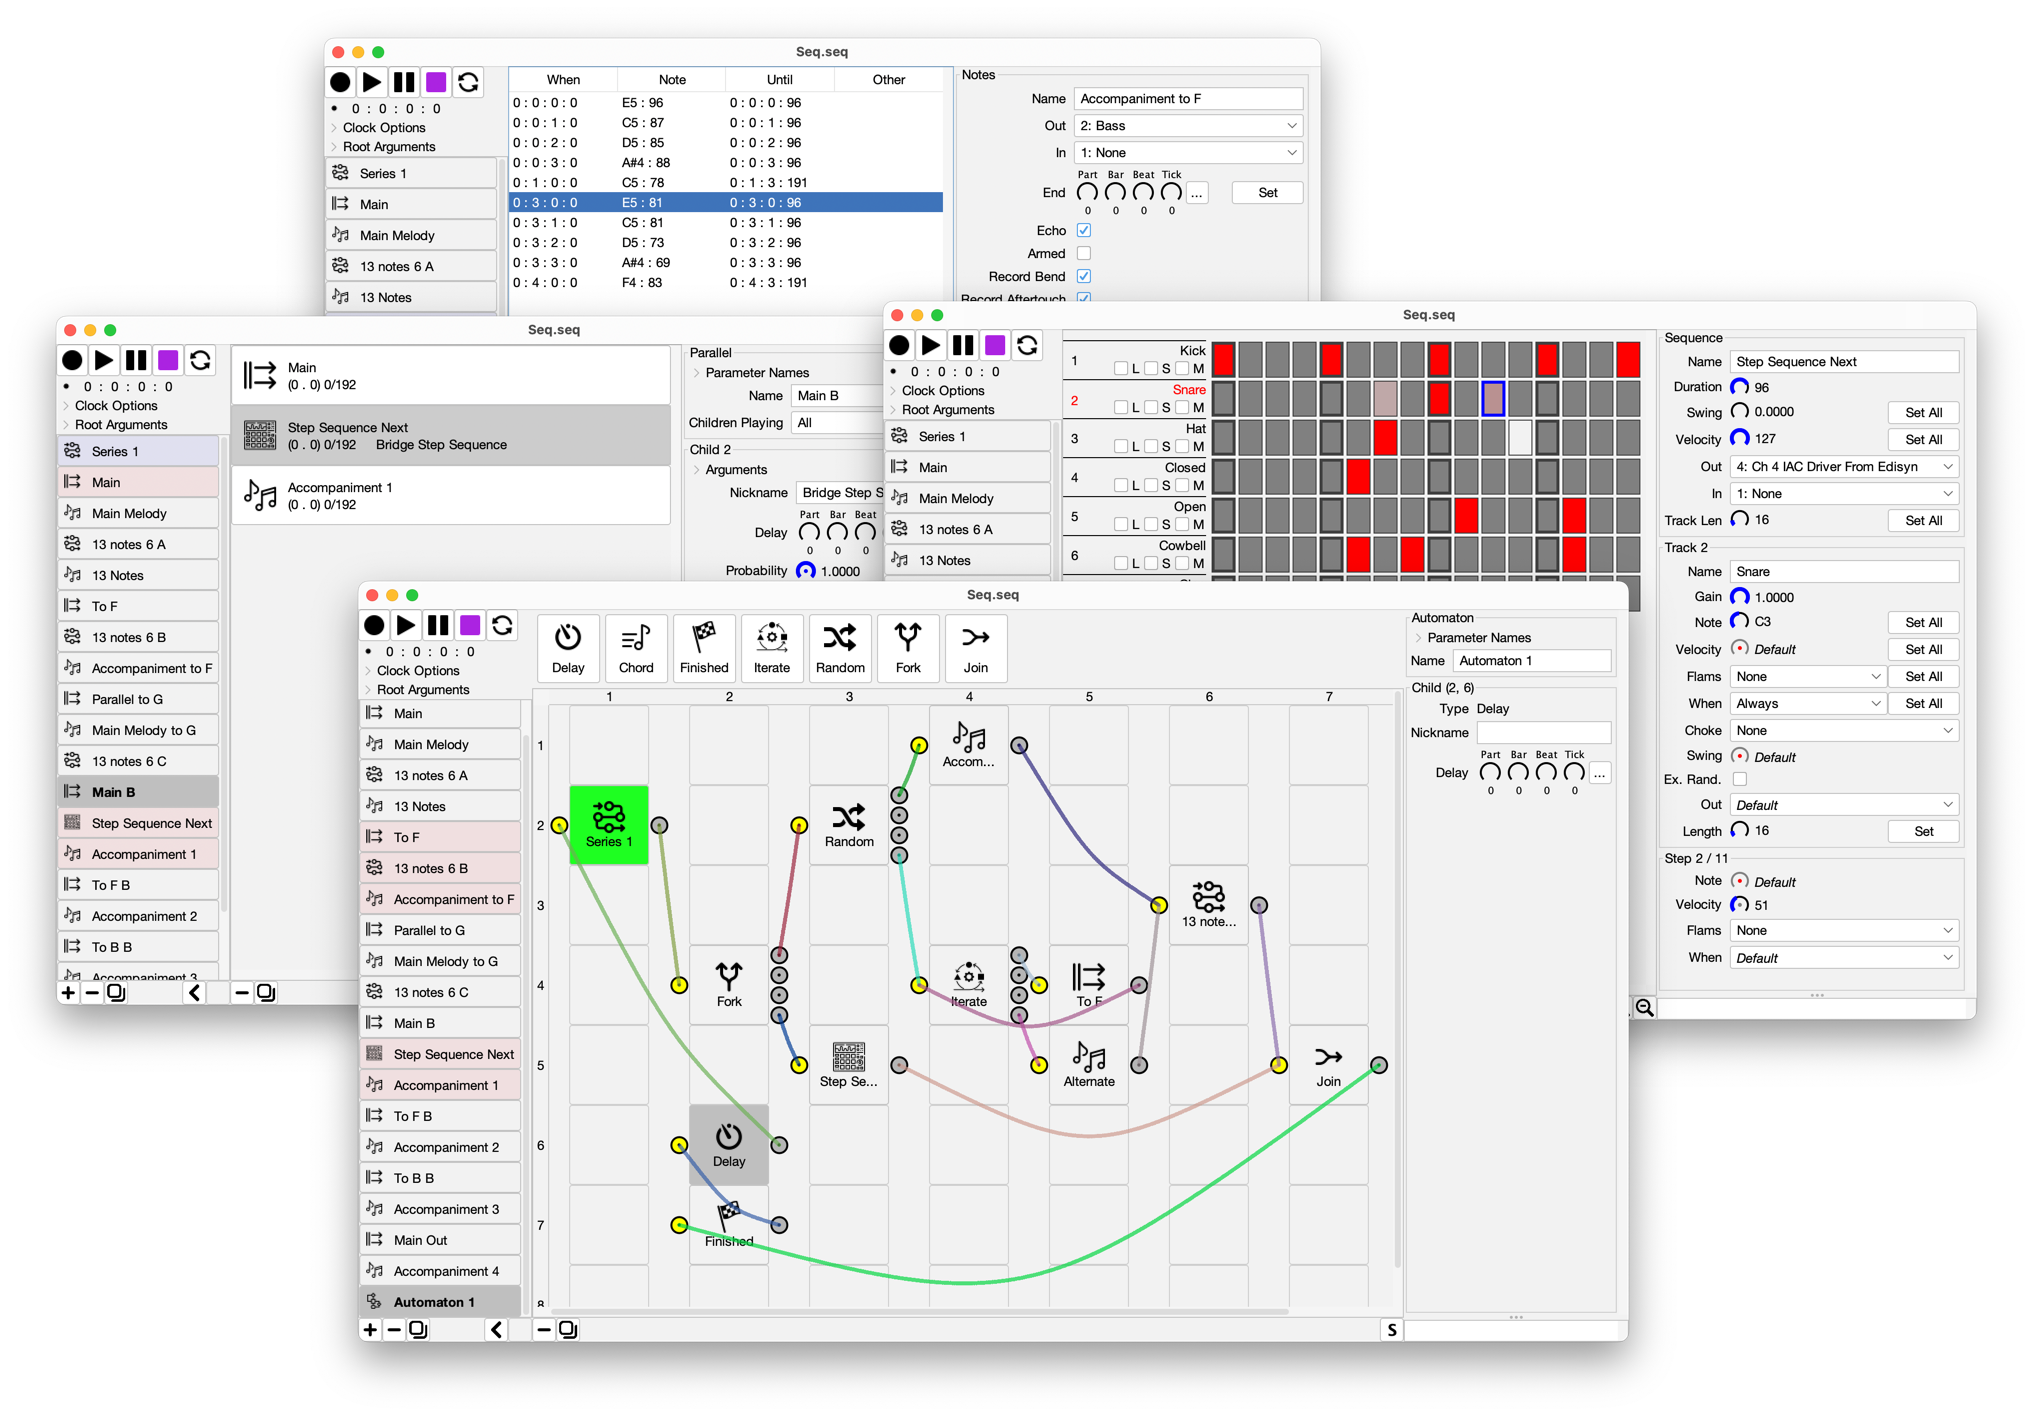 Seq.seq
0 : 0 : 0 : 0
Clock Options
Root Arguments
Series 1
Main
Main Melody
13 notes 6 A
13 Notes
When Note Until Other
0 : 0 : 0 : 0 E5 : 96 0 : 0 : 0 : 96
0 : 0 : 1 : 0 C5 : 87 0 : 0 : 1 : 96
0 : 0 : 2 : 0 D5 : 85 0 : 0 : 2 : 96
0 : 0 : 3 : 0 A#4 : 88 0 : 0 : 3 : 96
0 : 1 : 0 : 0 C5 : 78 0 : 1 : 3 : 191
0 : 3 : 0 : 0 E5 : 81 0 : 3 : 0 : 96
0 : 3 : 1 : 0 C5 : 81 0 : 3 : 1 : 96
0 : 3 : 2 : 0 D5 : 73 0 : 3 : 2 : 96
0 : 3 : 3 : 0 A#4 : 69 0 : 3 : 3 : 96
0 : 4 : 0 : 0 F4 : 83 0 : 4 : 3 : 191
Notes
Name Accompaniment to F
Out 2: Bass
In 1: None
Part Bar Beat Tick
End ... Set
0 0 0 0
Echo
Armed
Record Bend
Record Aftertouch
Seq.seq
0 : 0 : 0 : 0
Clock Options
Root Arguments
Series 1
Main
Main Melody
13 notes 6 A
13 Notes
To F
13 notes 6 B
Accompaniment to F
Parallel to G
Main Melody to G
13 notes 6 C
Main B
Step Sequence Next
Accompaniment 1
To F B
Accompaniment 2
To B B
Accompaniment 3
Main
(0 . 0) 0/192
Step Sequence Next
(0 . 0) 0/192 Bridge Step Sequence
Accompaniment 1
(0 . 0) 0/192
Parallel
Parameter Names
Name Main B
Children Playing All
Child 2
Arguments
Nickname Bridge Step S
Part Bar Beat
Delay
0 0 0
Probability 1.0000
Seq.seq
0 : 0 : 0 : 0
Clock Options
Root Arguments
Series 1
Main
Main Melody
13 notes 6 A
13 Notes
1 Kick
L S M
2 Snare
L S M
3 Hat
L S M
4 Closed
L S M
5 Open
L S M
6 Cowbell
L S M
Sequence
Name Step Sequence Next
Duration 96
Swing 0.0000 Set All
Velocity 127 Set All
Out 4: Ch 4 IAC Driver From Edisyn
In 1: None
Track Len 16 Set All
Track 2
Name Snare
Gain 1.0000
Note C3 Set All
Velocity Default Set All
Flams None Set All
When Always Set All
Choke None
Swing Default
Ex. Rand.
Out Default
Length 16 Set
Step 2 / 11
Note Default
Velocity 51
Flams None
When Default
Seq.seq
0 : 0 : 0 : 0
Clock Options
Root Arguments
Main
Main Melody
13 notes 6 A
13 Notes
To F
13 notes 6 B
Accompaniment to F
Parallel to G
Main Melody to G
13 notes 6 C
Main B
Step Sequence Next
Accompaniment 1
To F B
Accompaniment 2
To B B
Accompaniment 3
Main Out
Accompaniment 4
Automaton 1
Delay Chord Finished Iterate Random Fork Join
1 2 3 4 5 6 7
1 Accom...
2 Series 1 Random
3 13 note...
4 Fork Iterate To F
5 Step Se... Alternate Join
6 Delay
7 Finished
8
S
Automaton
Parameter Names
Name Automaton 1
Child (2, 6)
Type Delay
Nickname
Part Bar Beat Tick
Delay ...
0 0 0 0